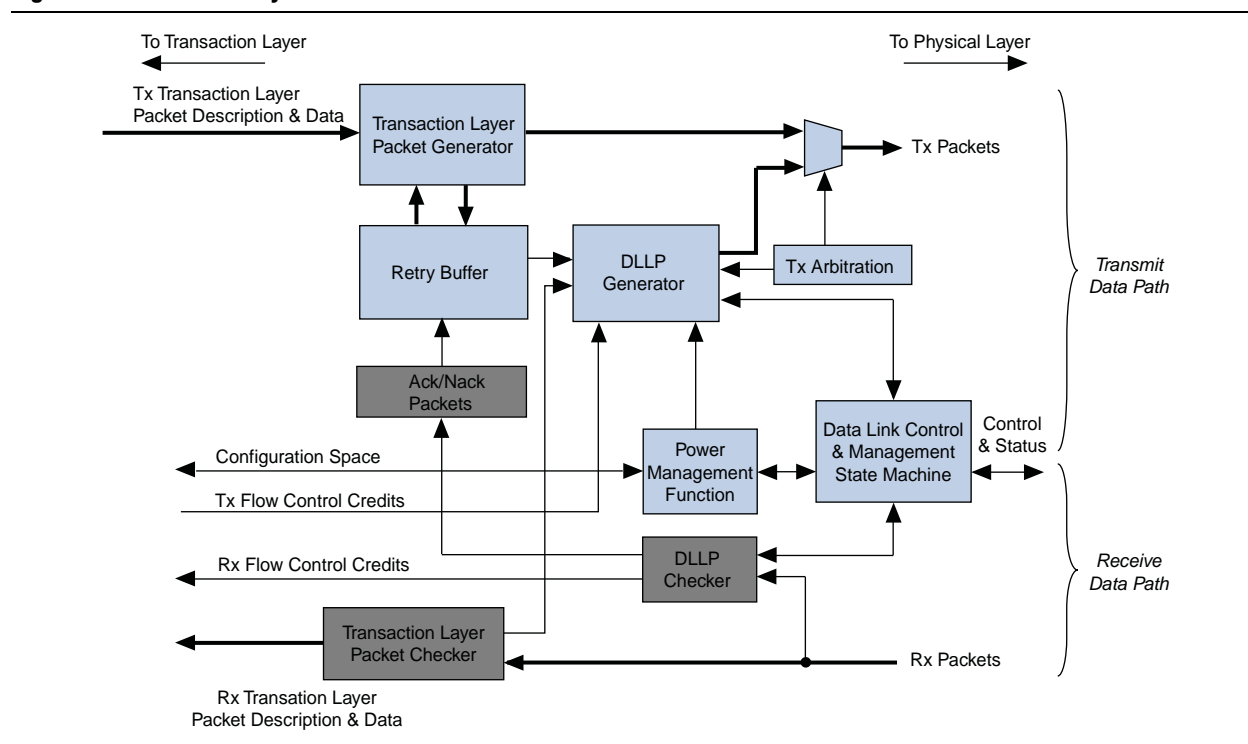 To Transaction Layer
To Physical Layer
Tx Transaction Layer
Packet Description & Data
Transaction Layer
Packet Generator
Tx Packets
Retry Buffer
DLLP
Generator
Tx Arbitration
Transmit
Data Path
Ack/Nack
Packets
Configuration Space
Power
Management
Function
Data Link Control
& Management
State Machine
Control
& Status
Tx Flow Control Credits
Rx Flow Control Credits
DLLP
Checker
Receive
Data Path
Transaction Layer
Packet Checker
Rx Packets
Rx Transation Layer
Packet Description & Data